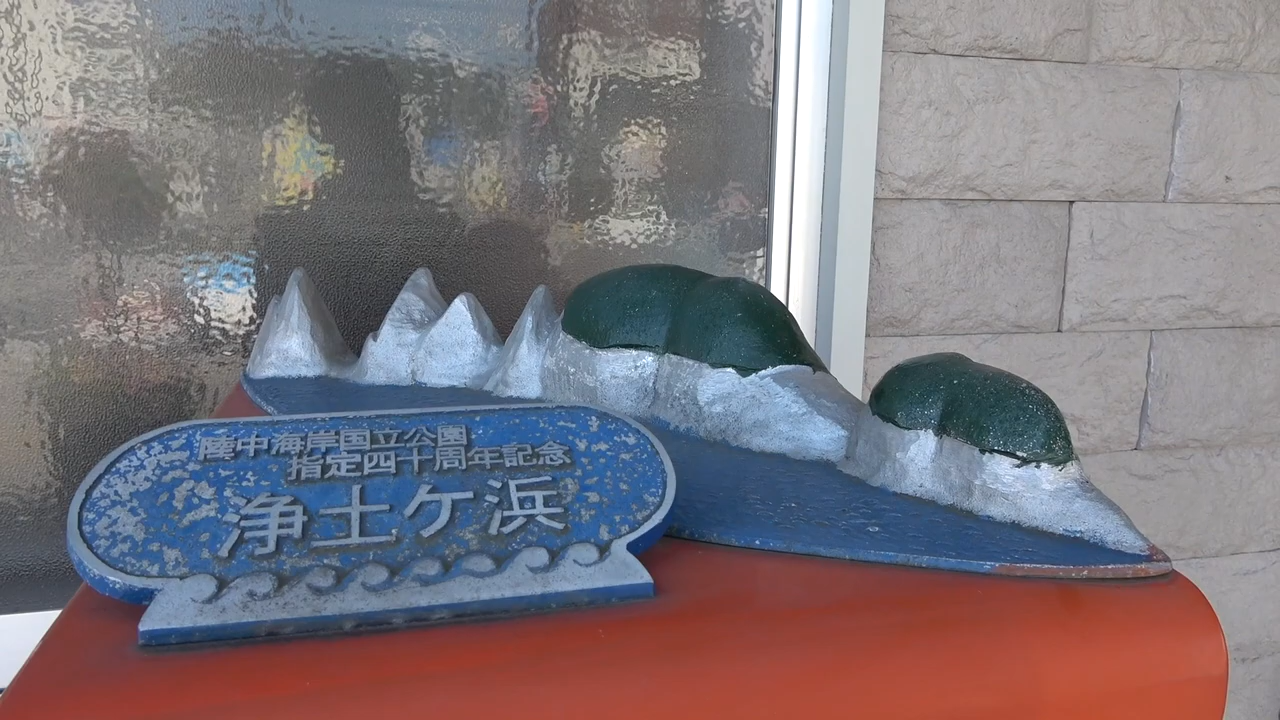 陸中海岸国立公園
指定四十周年記念
浄土ケ浜